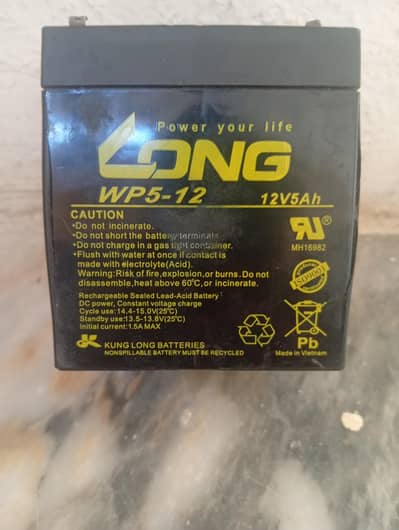 Power your life
LONG
WP5-12 12V5Ah
CAUTION
•Do not incinerate.
•Do not short the battery terminals.
•Do not charge in a gas tight container.
•Flush with water at once if contact is
made with electrolyte(Acid).
Warning:Risk of fire,explosion,or burns. Do not
disassemble,heat above 60°C, or incinerate.
Rechargeable Sealed Lead-Acid Battery
DC power, Constant voltage charge
Cycle use: 14.4-15.0V(25°C)
Standby use:13.5-13.8V(25°C)
Initial current:1.5A MAX
KUNG LONG BATTERIES
NONSPILLABLE BATTERY MUST BE RECYCLED
MH16982
ISO9001
Pb
Made in Vietnam